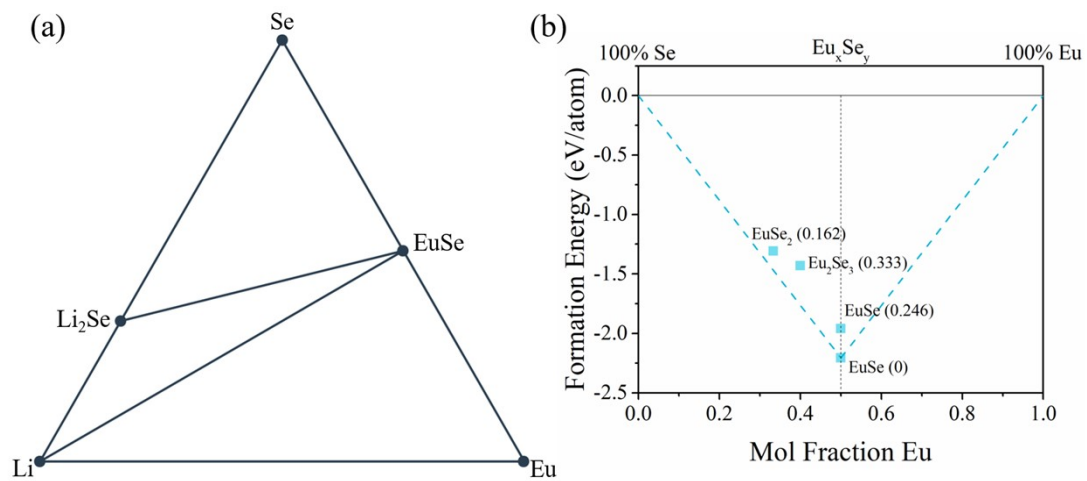 (a)
Se
EuSe
Li₂Se
Li
Eu
(b)
100% Se
EuₓSeᵧ
100% Eu
Formation Energy (eV/atom)
0.0
-0.5
-1.0
-1.5
-2.0
-2.5
EuSe₂ (0.162)
Eu₂Se₃ (0.333)
EuSe (0.246)
EuSe (0)
0.0
0.2
0.4
0.6
0.8
1.0
Mol Fraction Eu